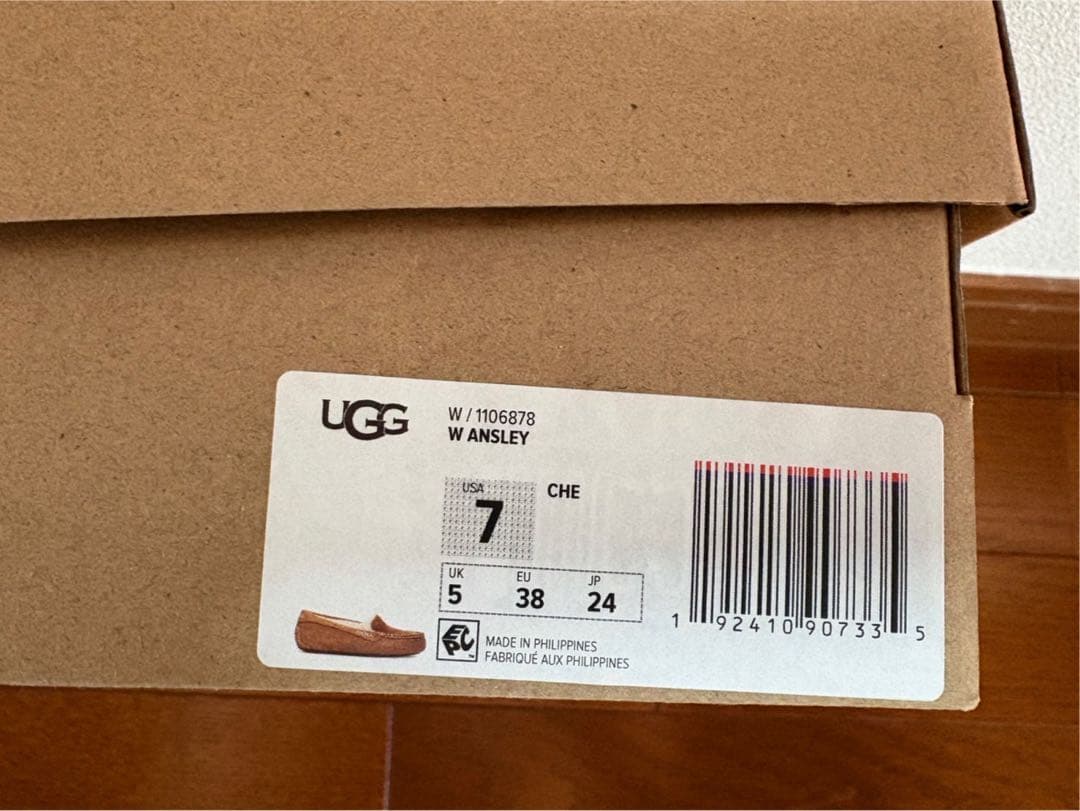 UGG
W / 1106878
W ANSLEY
USA
7
CHE
UK
5
EU
38
JP
24
EPC
MADE IN PHILIPPINES
FABRIQUÉ AUX PHILIPPINES
1 92410 90733 5